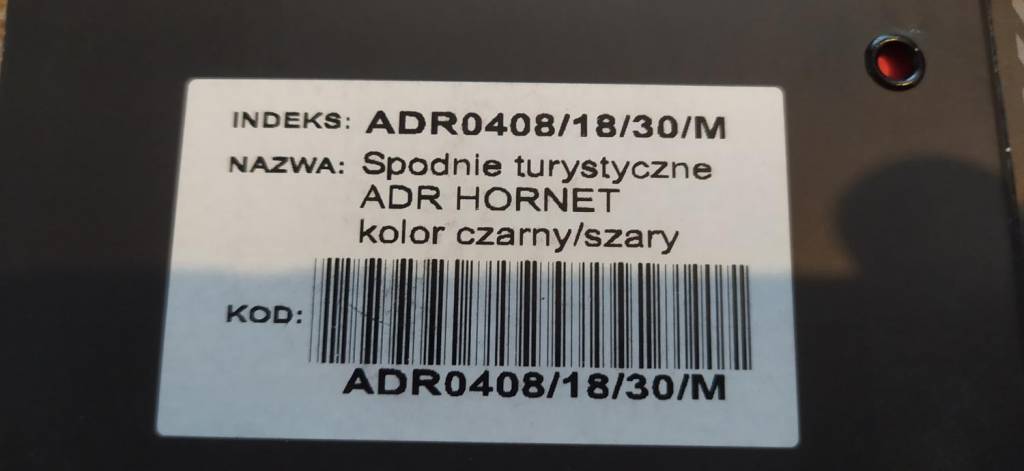 INDEKS: ADR0408/18/30/M
NAZWA: Spodnie turystyczne
ADR HORNET
kolor czarny/szary
KOD:
ADR0408/18/30/M